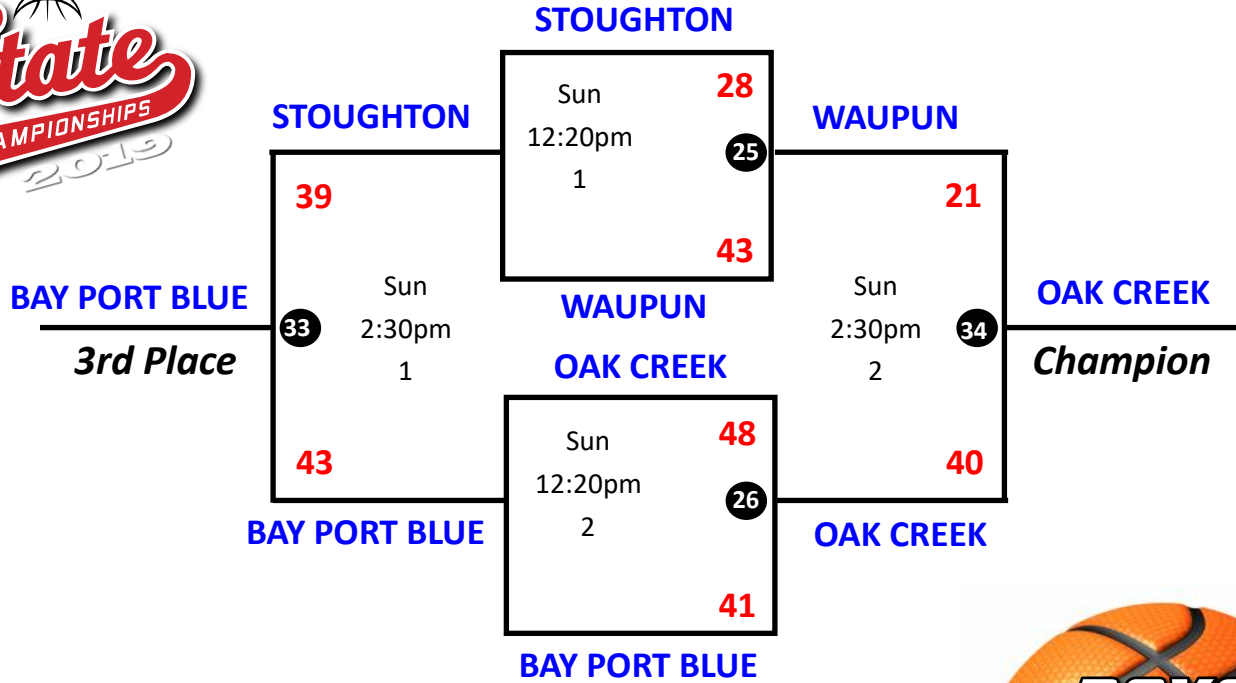 State
CHAMPIONSHIPS
2019
STOUGHTON
Sun
12:20pm
1
28
25
43
WAUPUN
STOUGHTON
WAUPUN
39
Sun
2:30pm
1
33
43
BAY PORT BLUE
3rd Place
BAY PORT BLUE
21
Sun
2:30pm
2
34
40
OAK CREEK
Champion
OAK CREEK
OAK CREEK
Sun
12:20pm
2
48
26
41
BAY PORT BLUE